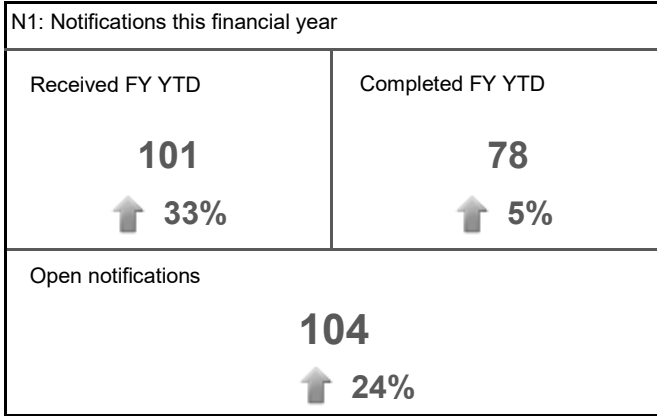 N1: Notifications this financial year
Received FY YTD
101
33%
Completed FY YTD
78
5%
Open notifications
104
24%